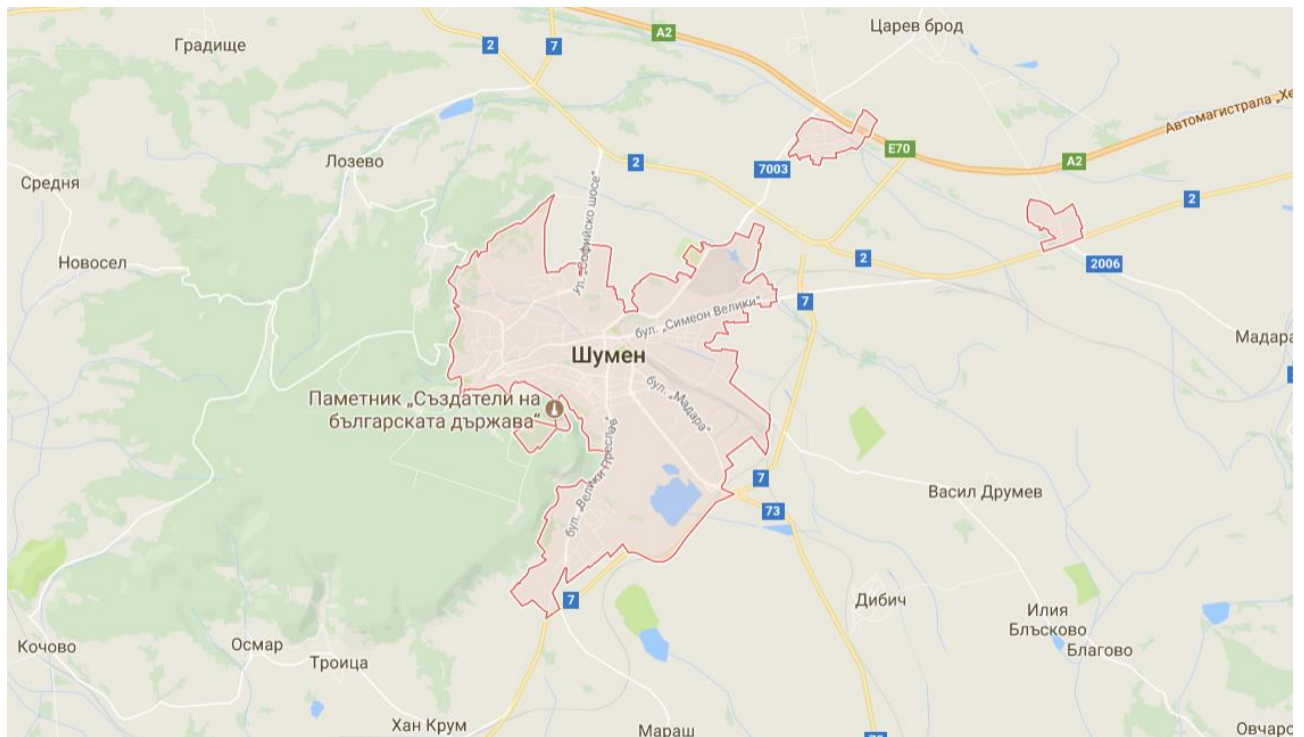 Царев брод
A2
Градище
2
7
Автомагистрала „Хе
2
E70
Лозево
7003
A2
Средня
2
ул. „Софийско шосе“
Новосел
2
2006
7
бул. „Симеон Велики“
Мадара
Шумен
бул. „Мадара“
Паметник „Създатели на
българската държава“
бул. „Велики Преслав“
7
Васил Друмев
73
7
Дибич
Илия
Блъсково
Кочово
Осмар
Благово
Троица
Хан Крум
Мараш
Овчаро